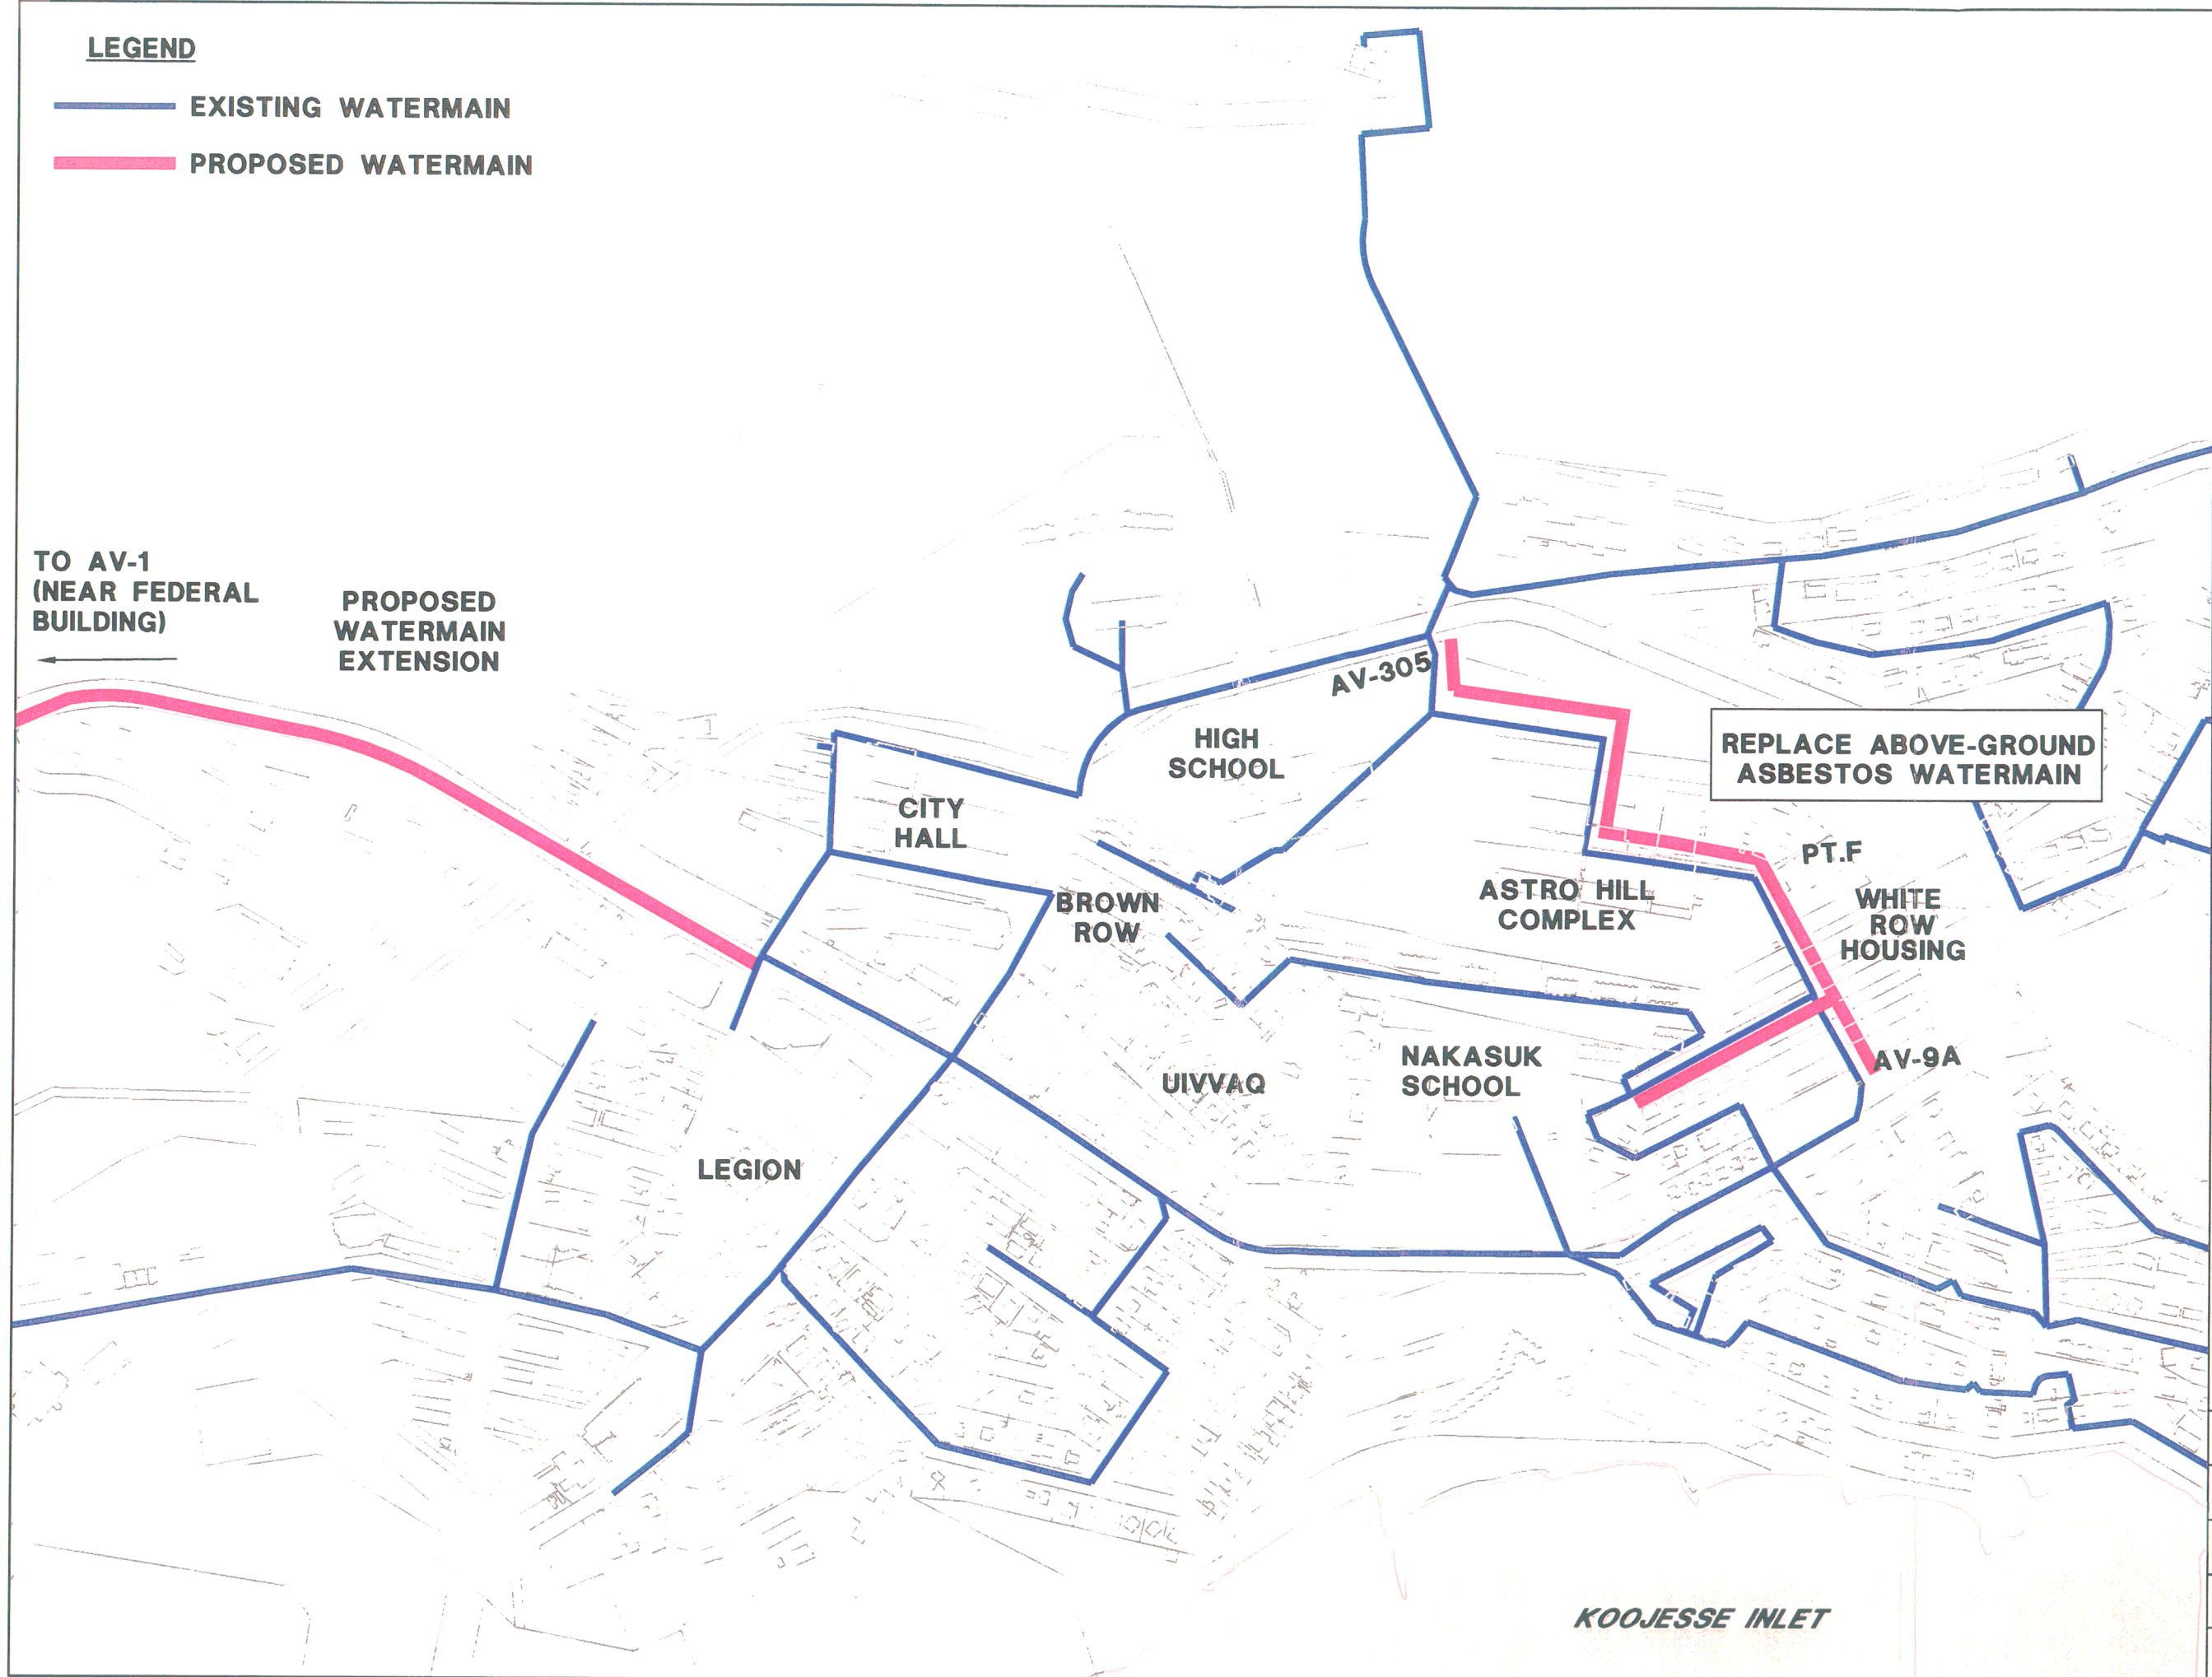 LEGEND
EXISTING WATERMAIN
PROPOSED WATERMAIN
TO AV-1
(NEAR FEDERAL
BUILDING)
PROPOSED
WATERMAIN
EXTENSION
AV-305
HIGH
SCHOOL
REPLACE ABOVE-GROUND
ASBESTOS WATERMAIN
CITY
HALL
PT.F
BROWN
ROW
ASTRO HILL
COMPLEX
WHITE
ROW
HOUSING
UIVVAQ
NAKASUK
SCHOOL
AV-9A
LEGION
KOOJESSE INLET